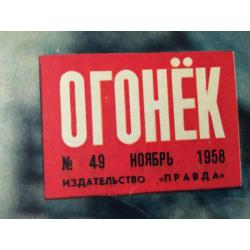 ОГОНЁК
№ 49 НОЯБРЬ 1958
ИЗДАТЕЛЬСТВО «ПРАВДА»